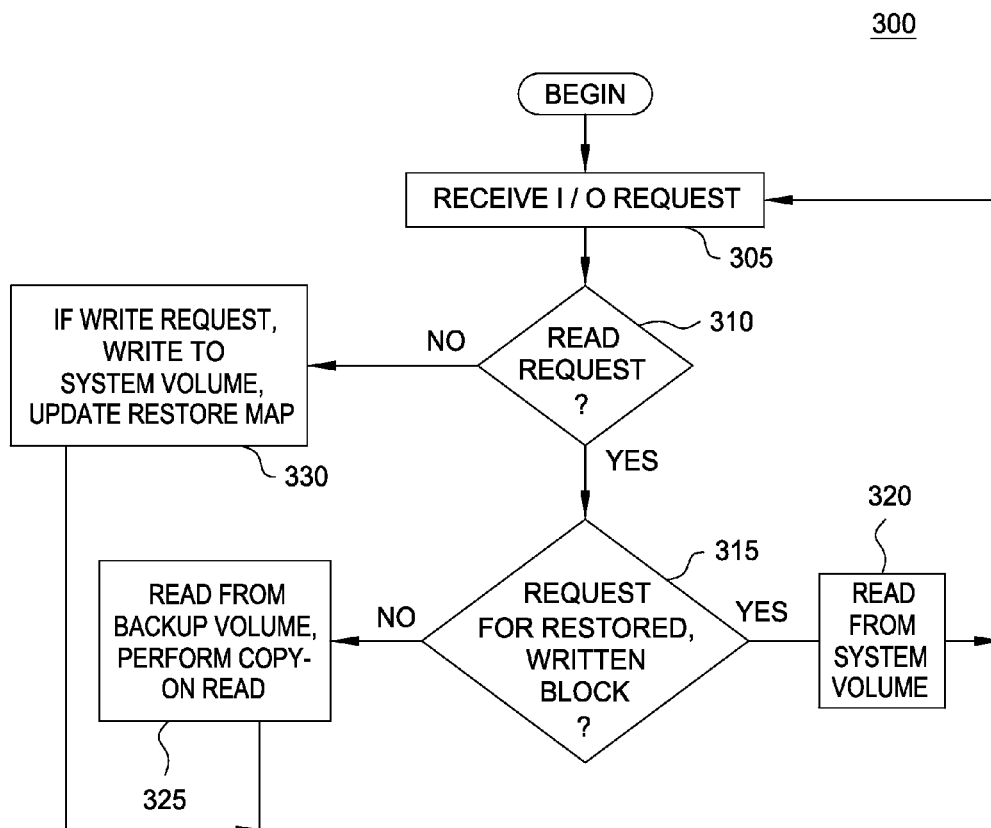 300
BEGIN
RECEIVE I / O REQUEST
305
IF WRITE REQUEST,
WRITE TO
SYSTEM VOLUME,
UPDATE RESTORE MAP
330
NO
READ
REQUEST
?
310
YES
315
320
REQUEST
FOR RESTORED,
WRITTEN
BLOCK
?
NO
YES
READ FROM
BACKUP VOLUME,
PERFORM COPY-
ON READ
325
READ
FROM
SYSTEM
VOLUME